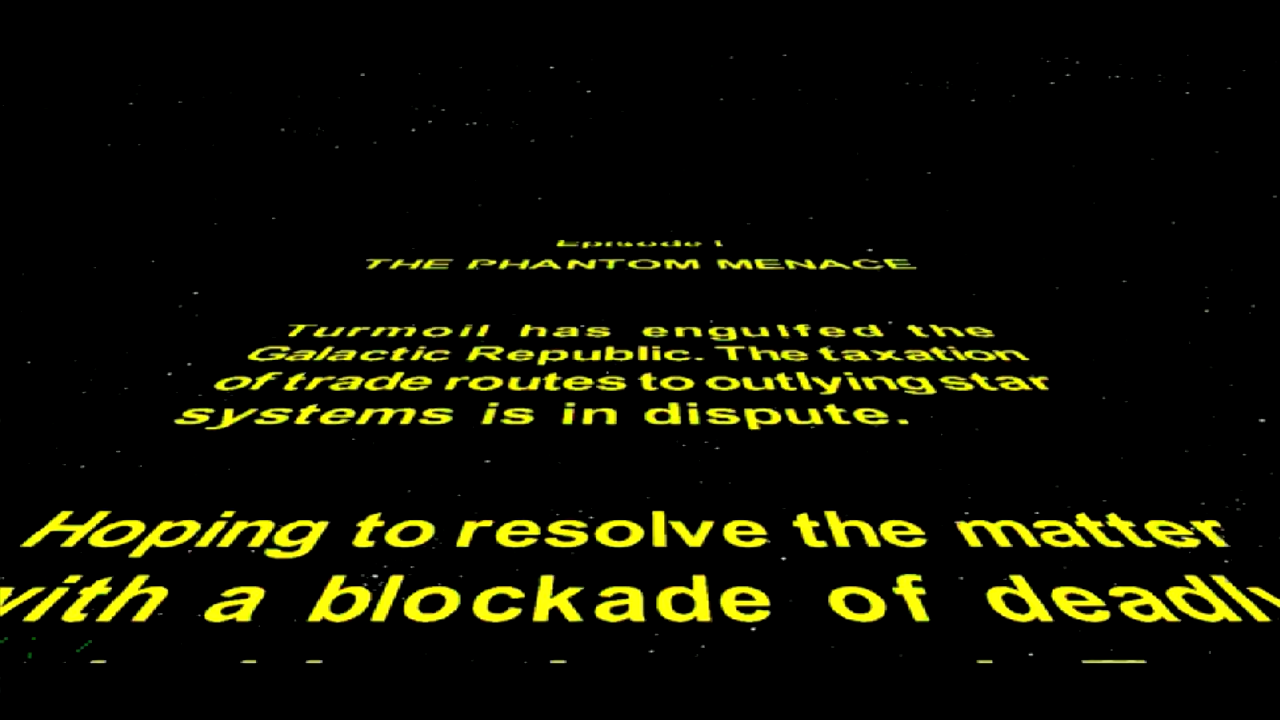 Episode I
THE PHANTOM MENACE
Turmoil has engulfed the
Galactic Republic. The taxation
of trade routes to outlying star
systems is in dispute.
Hoping to resolve the matter
with a blockade of deadly